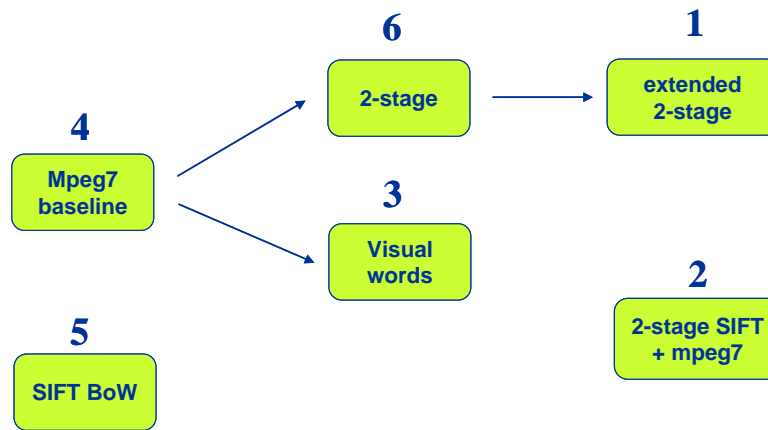 6
1
2-stage
extended
2-stage
4
Mpeg7
baseline
3
Visual
words
2
2-stage SIFT
+ mpeg7
5
SIFT BoW